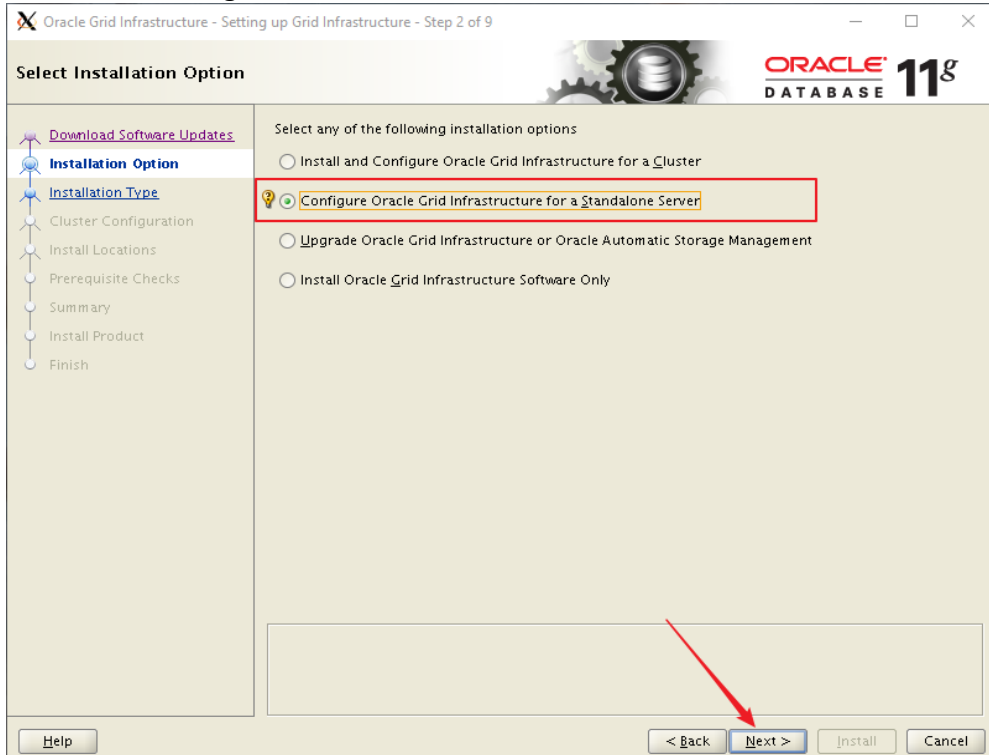 Oracle Grid Infrastructure - Setting up Grid Infrastructure - Step 2 of 9
Select Installation Option
ORACLE
DATABASE
11g
Download Software Updates
Installation Option
Installation Type
Cluster Configuration
Install Locations
Prerequisite Checks
Summary
Install Product
Finish
Select any of the following installation options
Install and Configure Oracle Grid Infrastructure for a Cluster
Configure Oracle Grid Infrastructure for a Standalone Server
Upgrade Oracle Grid Infrastructure or Oracle Automatic Storage Management
Install Oracle Grid Infrastructure Software Only
Help
< Back
Next >
Install
Cancel